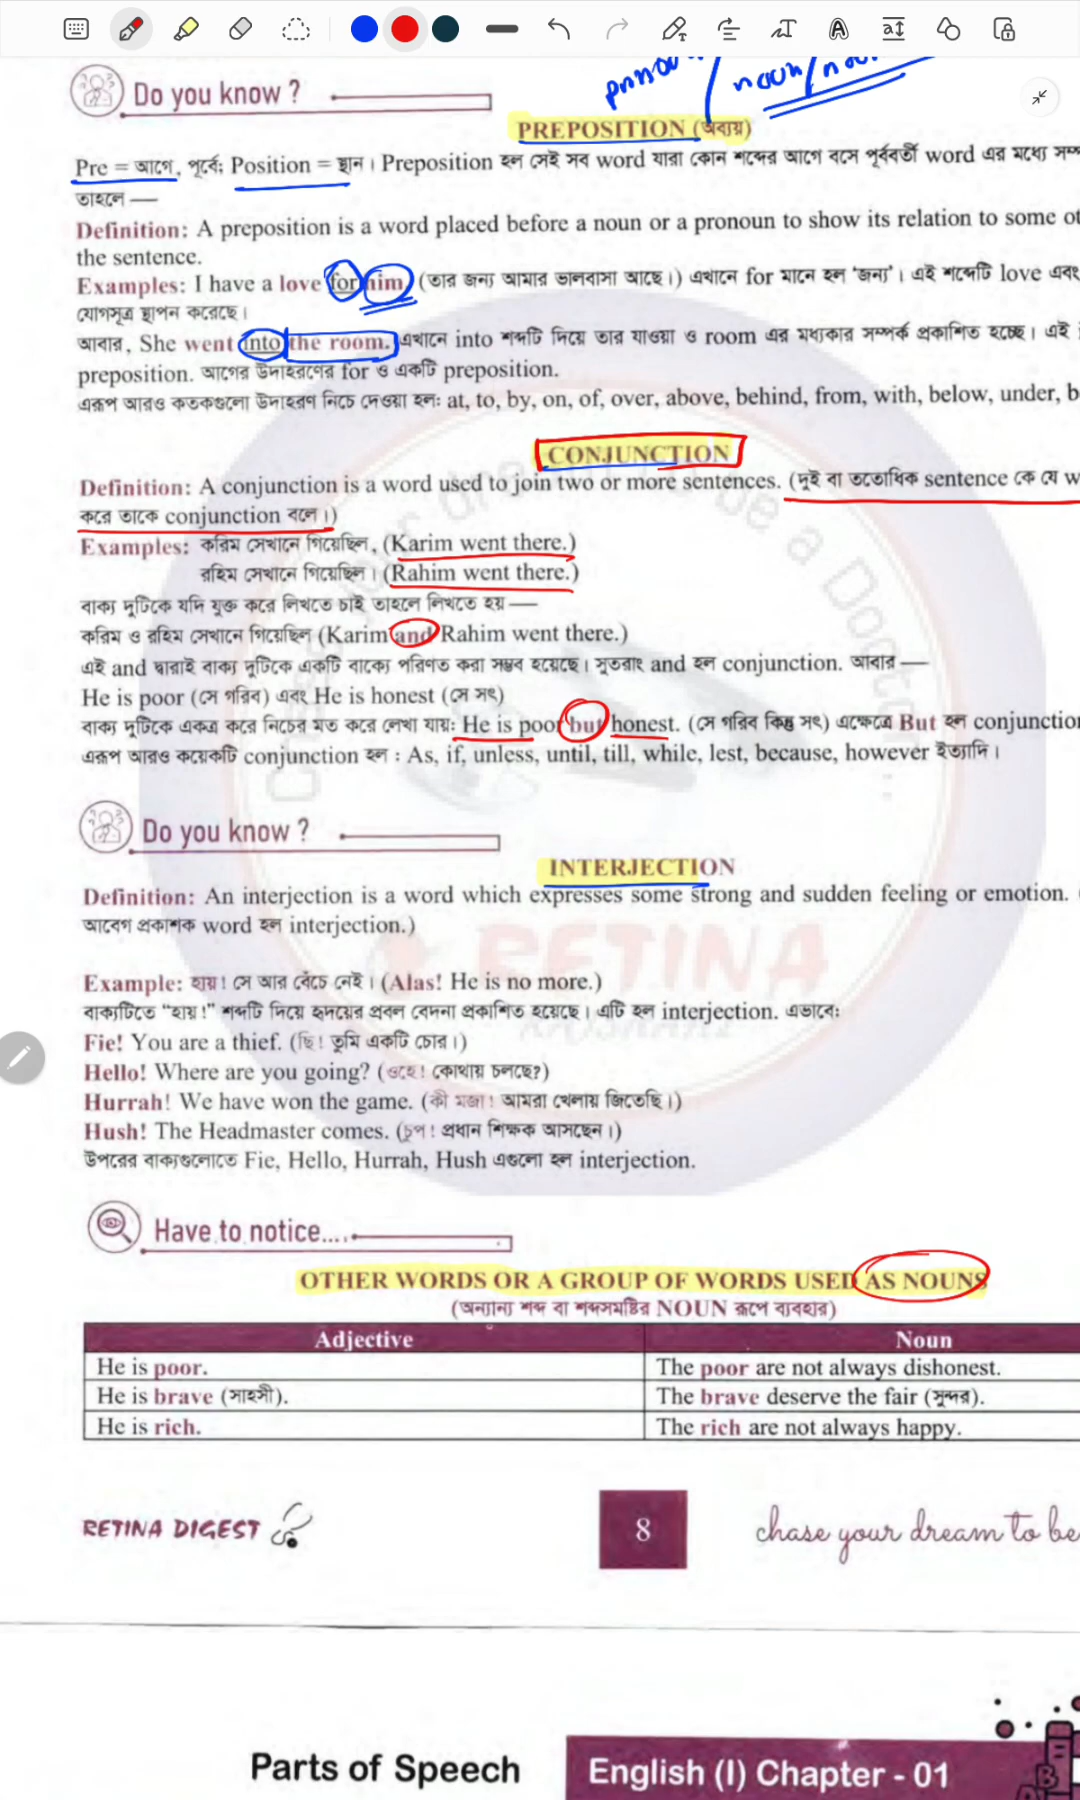 pronoun noun/noun
Do you know ?
PREPOSITION (অব্যয়)
Pre = আগে, পূর্বে; Position = স্থান। Preposition হল সেই সব word যারা কোন শব্দের আগে বসে পূর্ববর্তী word এর মধ্যে সম্প
তাহলে —
Definition: A preposition is a word placed before a noun or a pronoun to show its relation to some ot
the sentence.
Examples: I have a love for him. (তার জন্য আমার ভালবাসা আছে।) এখানে for মানে হল 'জন্য'। এই শব্দটি love এবং
যোগসূত্র স্থাপন করেছে।
আবার, She went into the room. এখানে into শব্দটি দিয়ে তার যাওয়া ও room এর মধ্যকার সম্পর্ক প্রকাশিত হচ্ছে। এই
preposition. আগের উদাহরণের for ও একটি preposition.
এরূপ আরও কতকগুলো উদাহরণ নিচে দেওয়া হল: at, to, by, on, of, over, above, behind, from, with, below, under, b
CONJUNCTION
Definition: A conjunction is a word used to join two or more sentences. (দুই বা ততোধিক sentence কে যে w
করে তাকে conjunction বলে।)
Examples: করিম সেখানে গিয়েছিল, (Karim went there.)
রহিম সেখানে গিয়েছিল। (Rahim went there.)
বাক্য দুটিকে যদি যুক্ত করে লিখতে চাই তাহলে লিখতে হয় —
করিম ও রহিম সেখানে গিয়েছিল (Karim and Rahim went there.)
এই and দ্বারাই বাক্য দুটিকে একটি বাক্যে পরিণত করা সম্ভব হয়েছে। সুতরাং and হল conjunction. আবার —
He is poor (সে গরিব) এবং He is honest (সে সৎ)
বাক্য দুটিকে একত্র করে নিচের মত করে লেখা যায়: He is poor but honest. (সে গরিব কিন্তু সৎ) এক্ষেত্রে But হল conjunctio
এরূপ আরও কয়েকটি conjunction হল : As, if, unless, until, till, while, lest, because, however ইত্যাদি।
Do you know ?
INTERJECTION
Definition: An interjection is a word which expresses some strong and sudden feeling or emotion.
আবেগ প্রকাশক word হল interjection.)
RETINA
Example: হায়! সে আর বেঁচে নেই। (Alas! He is no more.)
বাক্যটিতে "হায়!" শব্দটি দিয়ে হৃদয়ের প্রবল বেদনা প্রকাশিত হয়েছে। এটি হল interjection. এভাবে:
Fie! You are a thief. (ছি! তুমি একটি চোর।)
Hello! Where are you going? (ওহে! কোথায় চলছে?)
Hurrah! We have won the game. (কী মজা! আমরা খেলায় জিতেছি।)
Hush! The Headmaster comes. (চুপ! প্রধান শিক্ষক আসছেন।)
উপরের বাক্যগুলোতে Fie, Hello, Hurrah, Hush এগুলো হল interjection.
Have to notice....
OTHER WORDS OR A GROUP OF WORDS USED AS NOUNS
(অন্যান্য শব্দ বা শব্দসমষ্টির NOUN রূপে ব্যবহার)
Adjective Noun
He is poor. The poor are not always dishonest.
He is brave (সাহসী). The brave deserve the fair (সুন্দর).
He is rich. The rich are not always happy.
RETINA DIGEST 8 chase your dream to be
Parts of Speech English (I) Chapter - 01